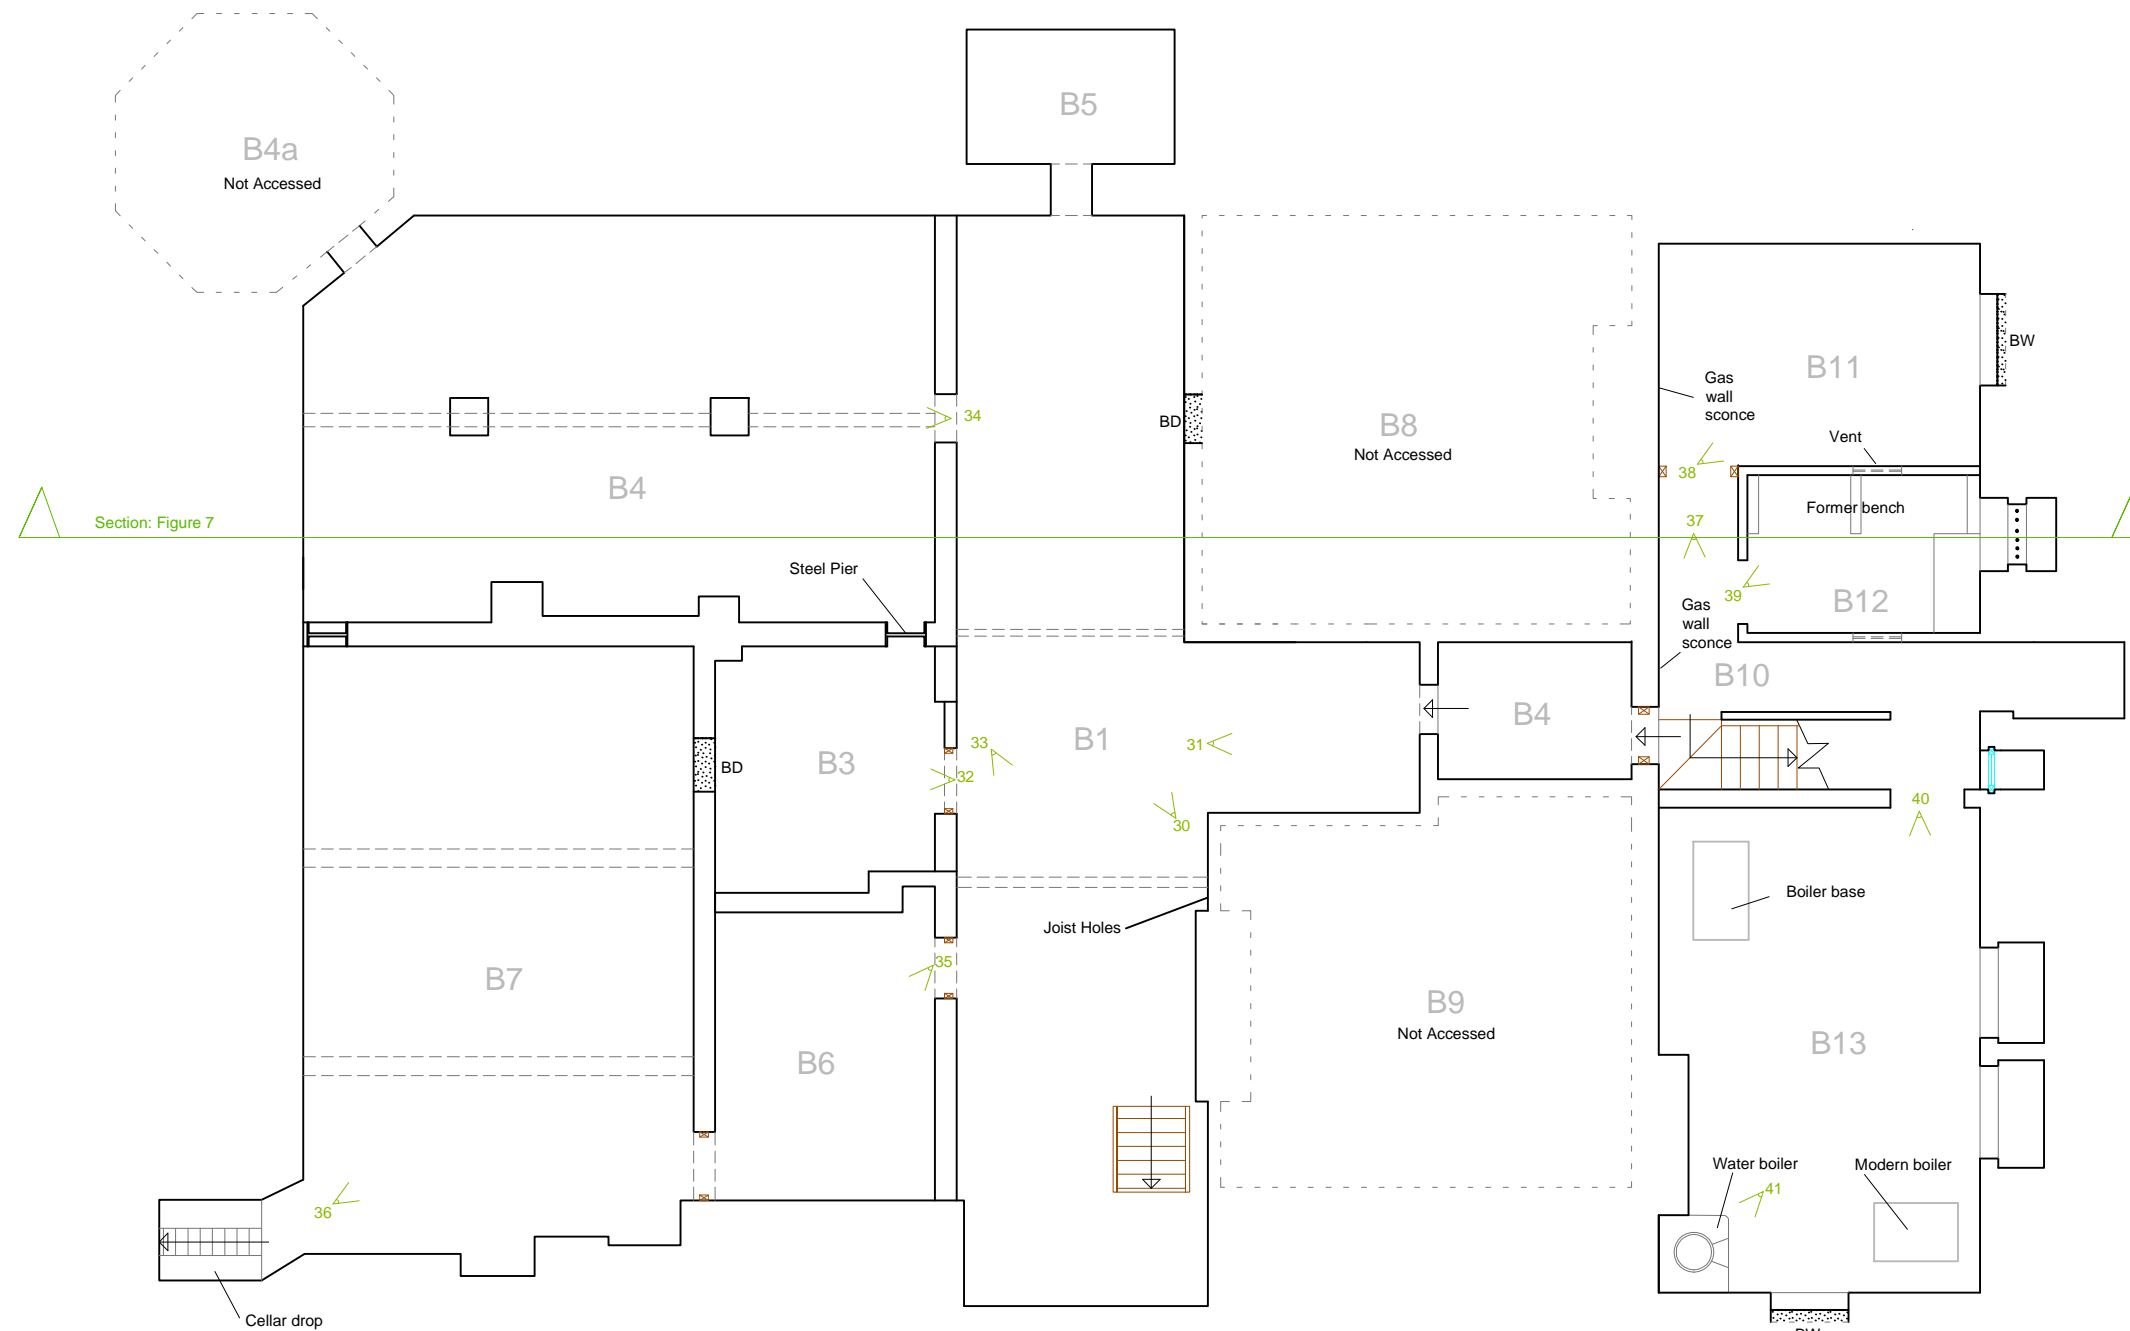 B5
B4a
Not Accessed
BW
B11
Gas
wall
sconce
34
BD
B8
Not Accessed
Vent
38
B4
Former bench
Section: Figure 7
37
Steel Pier
39
B12
Gas
wall
sconce
B10
B4
33
B1
31
B3
32
BD
40
30
Boiler base
Joist Holes
35
B7
B9
Not Accessed
B13
B6
Water boiler
Modern boiler
41
36
Cellar drop
BW